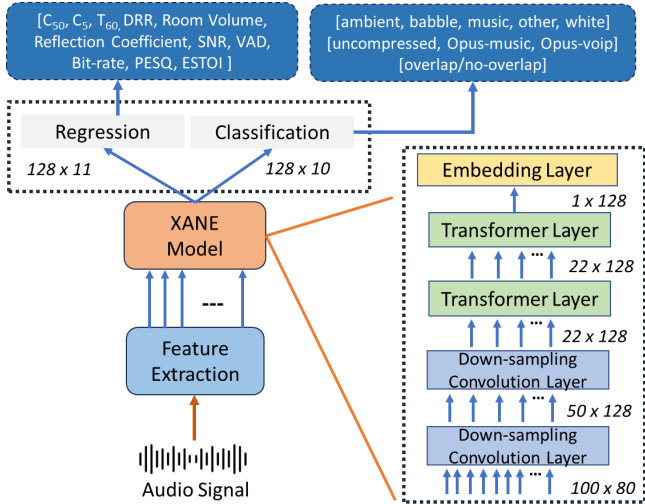 [C50, C5, T60, DRR, Room Volume,
Reflection Coefficient, SNR, VAD,
Bit-rate, PESQ, ESTOI ]
[ambient, babble, music, other, white]
[uncompressed, Opus-music, Opus-voip]
[overlap/no-overlap]
Regression
Classification
128 x 11
128 x 10
XANE
Model
---
Feature
Extraction
Audio Signal
Embedding Layer
1 x 128
Transformer Layer
...
22 x 128
Transformer Layer
...
22 x 128
Down-sampling
Convolution Layer
...
50 x 128
Down-sampling
Convolution Layer
...
100 x 80